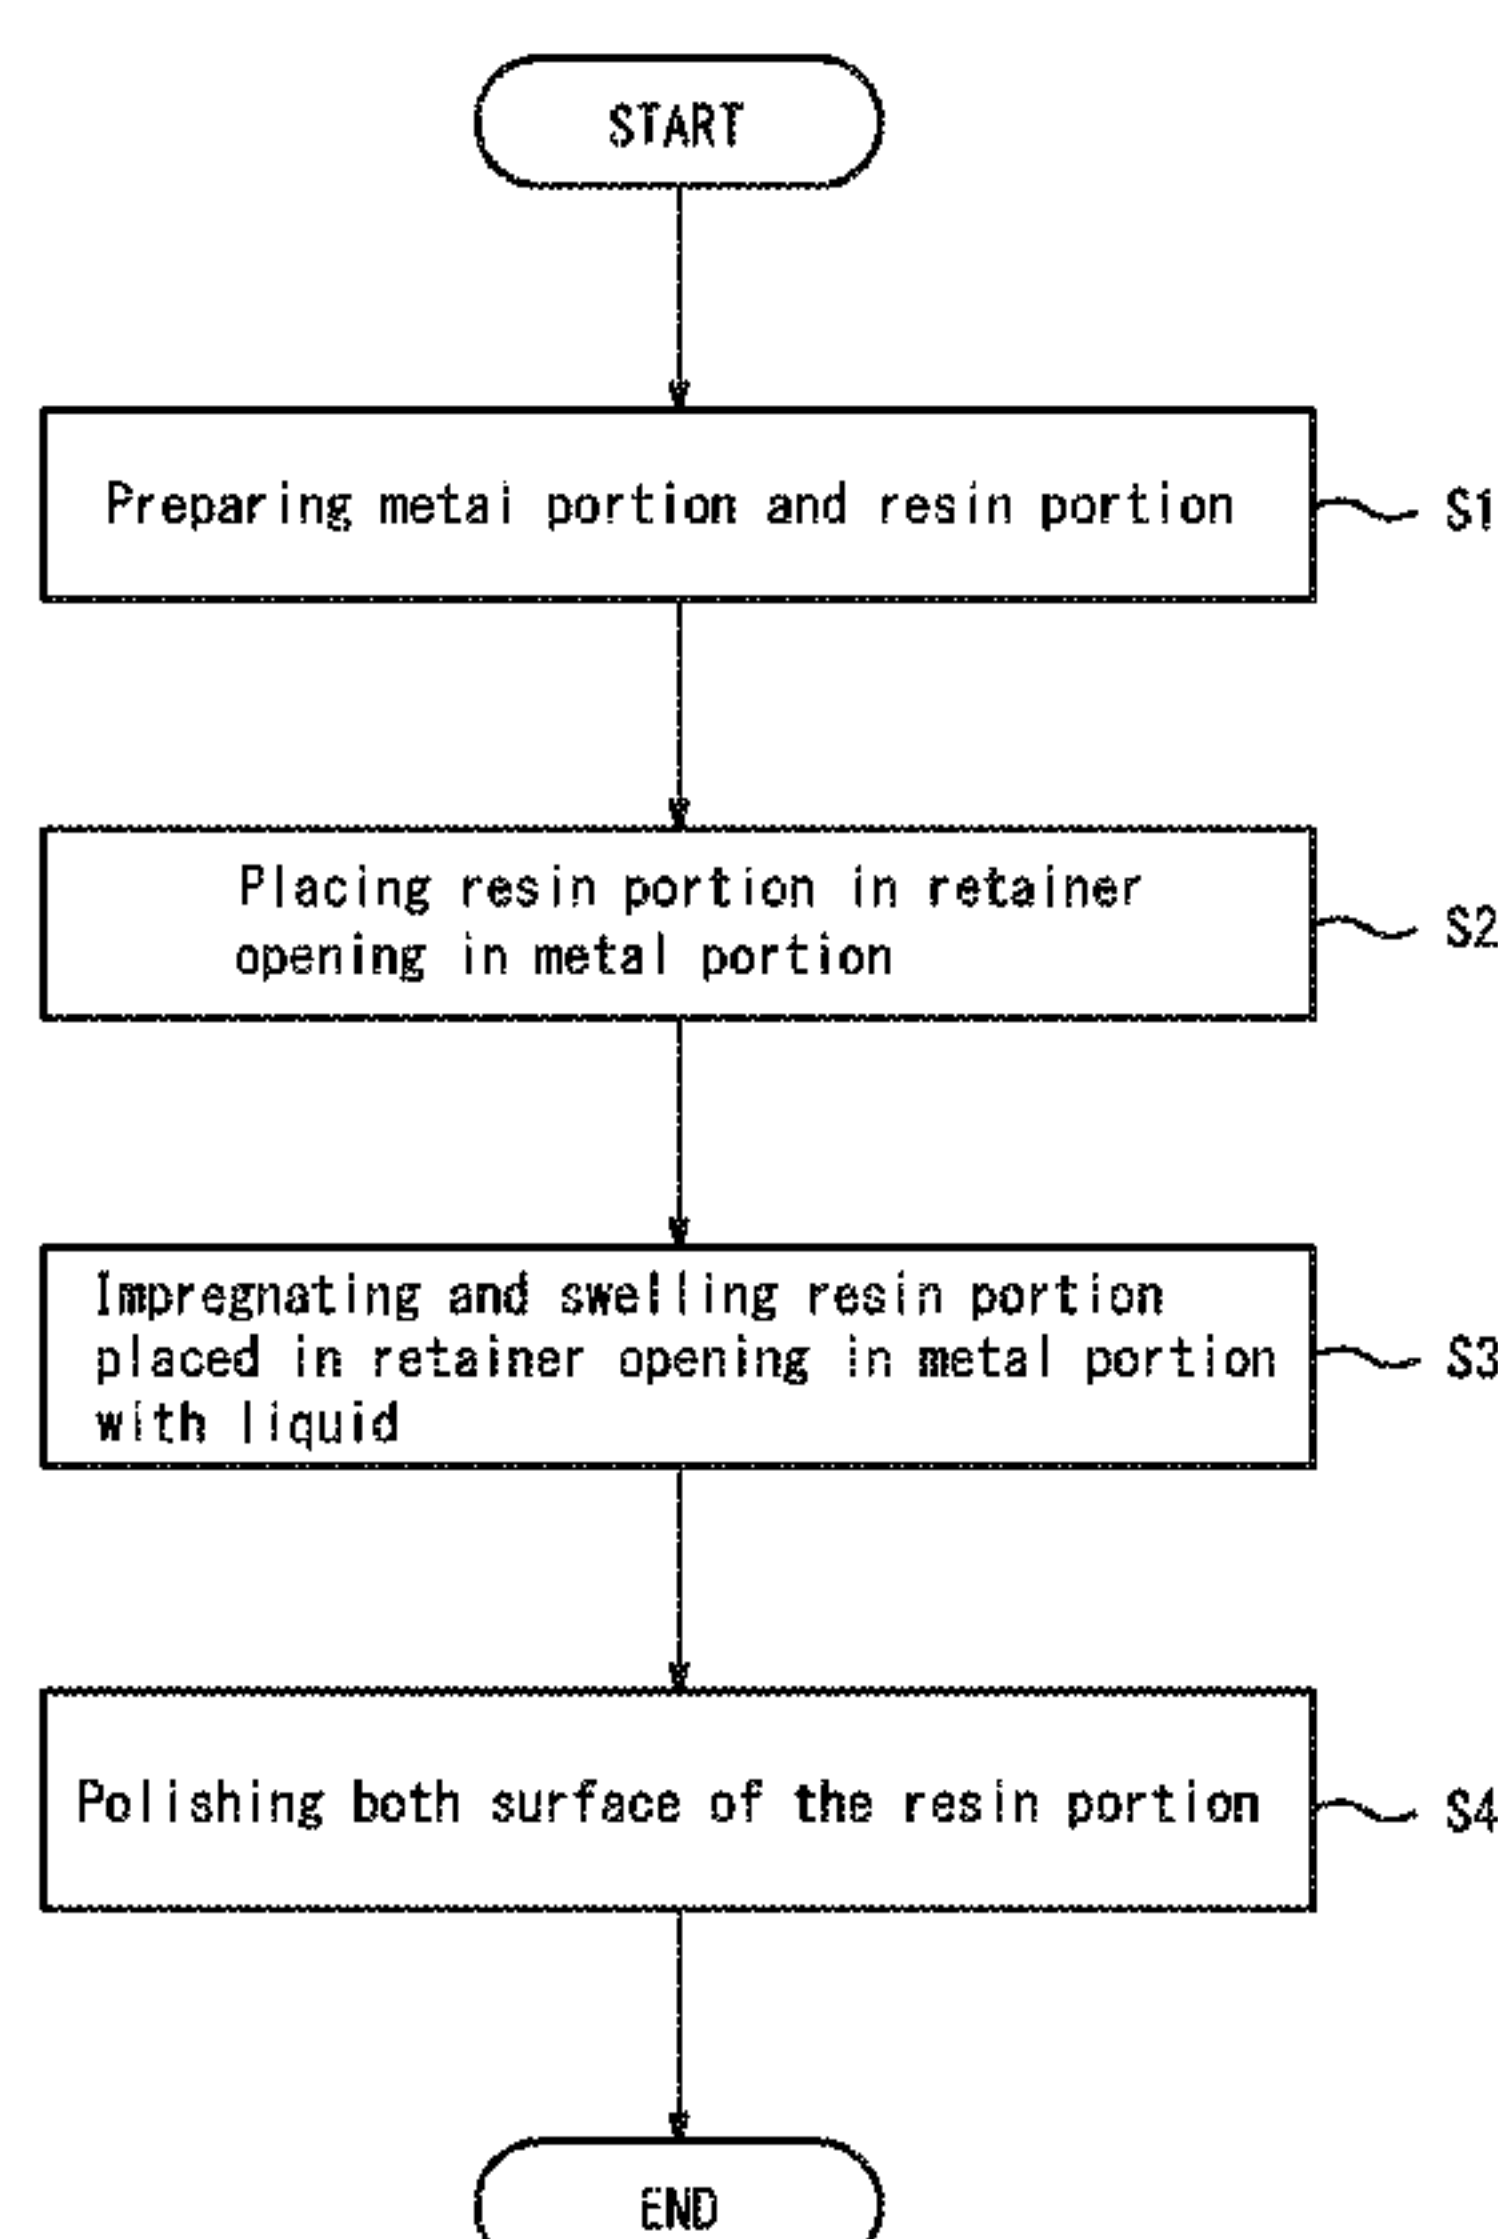 START
Preparing metal portion and resin portion
S1
Placing resin portion in retainer
opening in metal portion
S2
Impregnating and swelling resin portion
placed in retainer opening in metal portion
with liquid
S3
Polishing both surface of the resin portion
S4
END